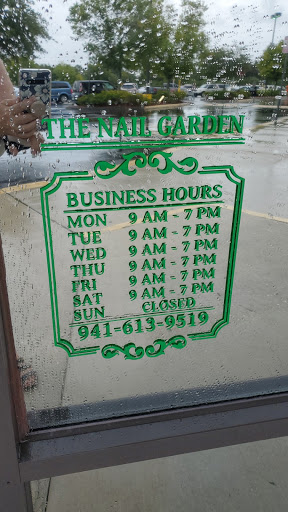 THE NAIL GARDEN
BUSINESS HOURS
MON 9 AM - 7 PM
TUE 9 AM - 7 PM
WED 9 AM - 7 PM
THU 9 AM - 7 PM
FRI 9 AM - 7 PM
SAT 9 AM - 7 PM
SUN CLOSED
941-613-9519